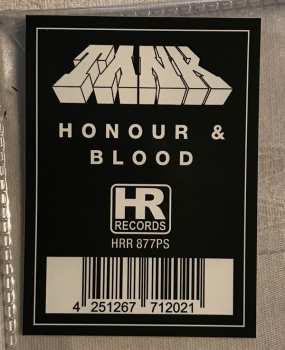 TANK
HONOUR &
BLOOD
HR
RECORDS
HRR 877PS
4 251267 712021